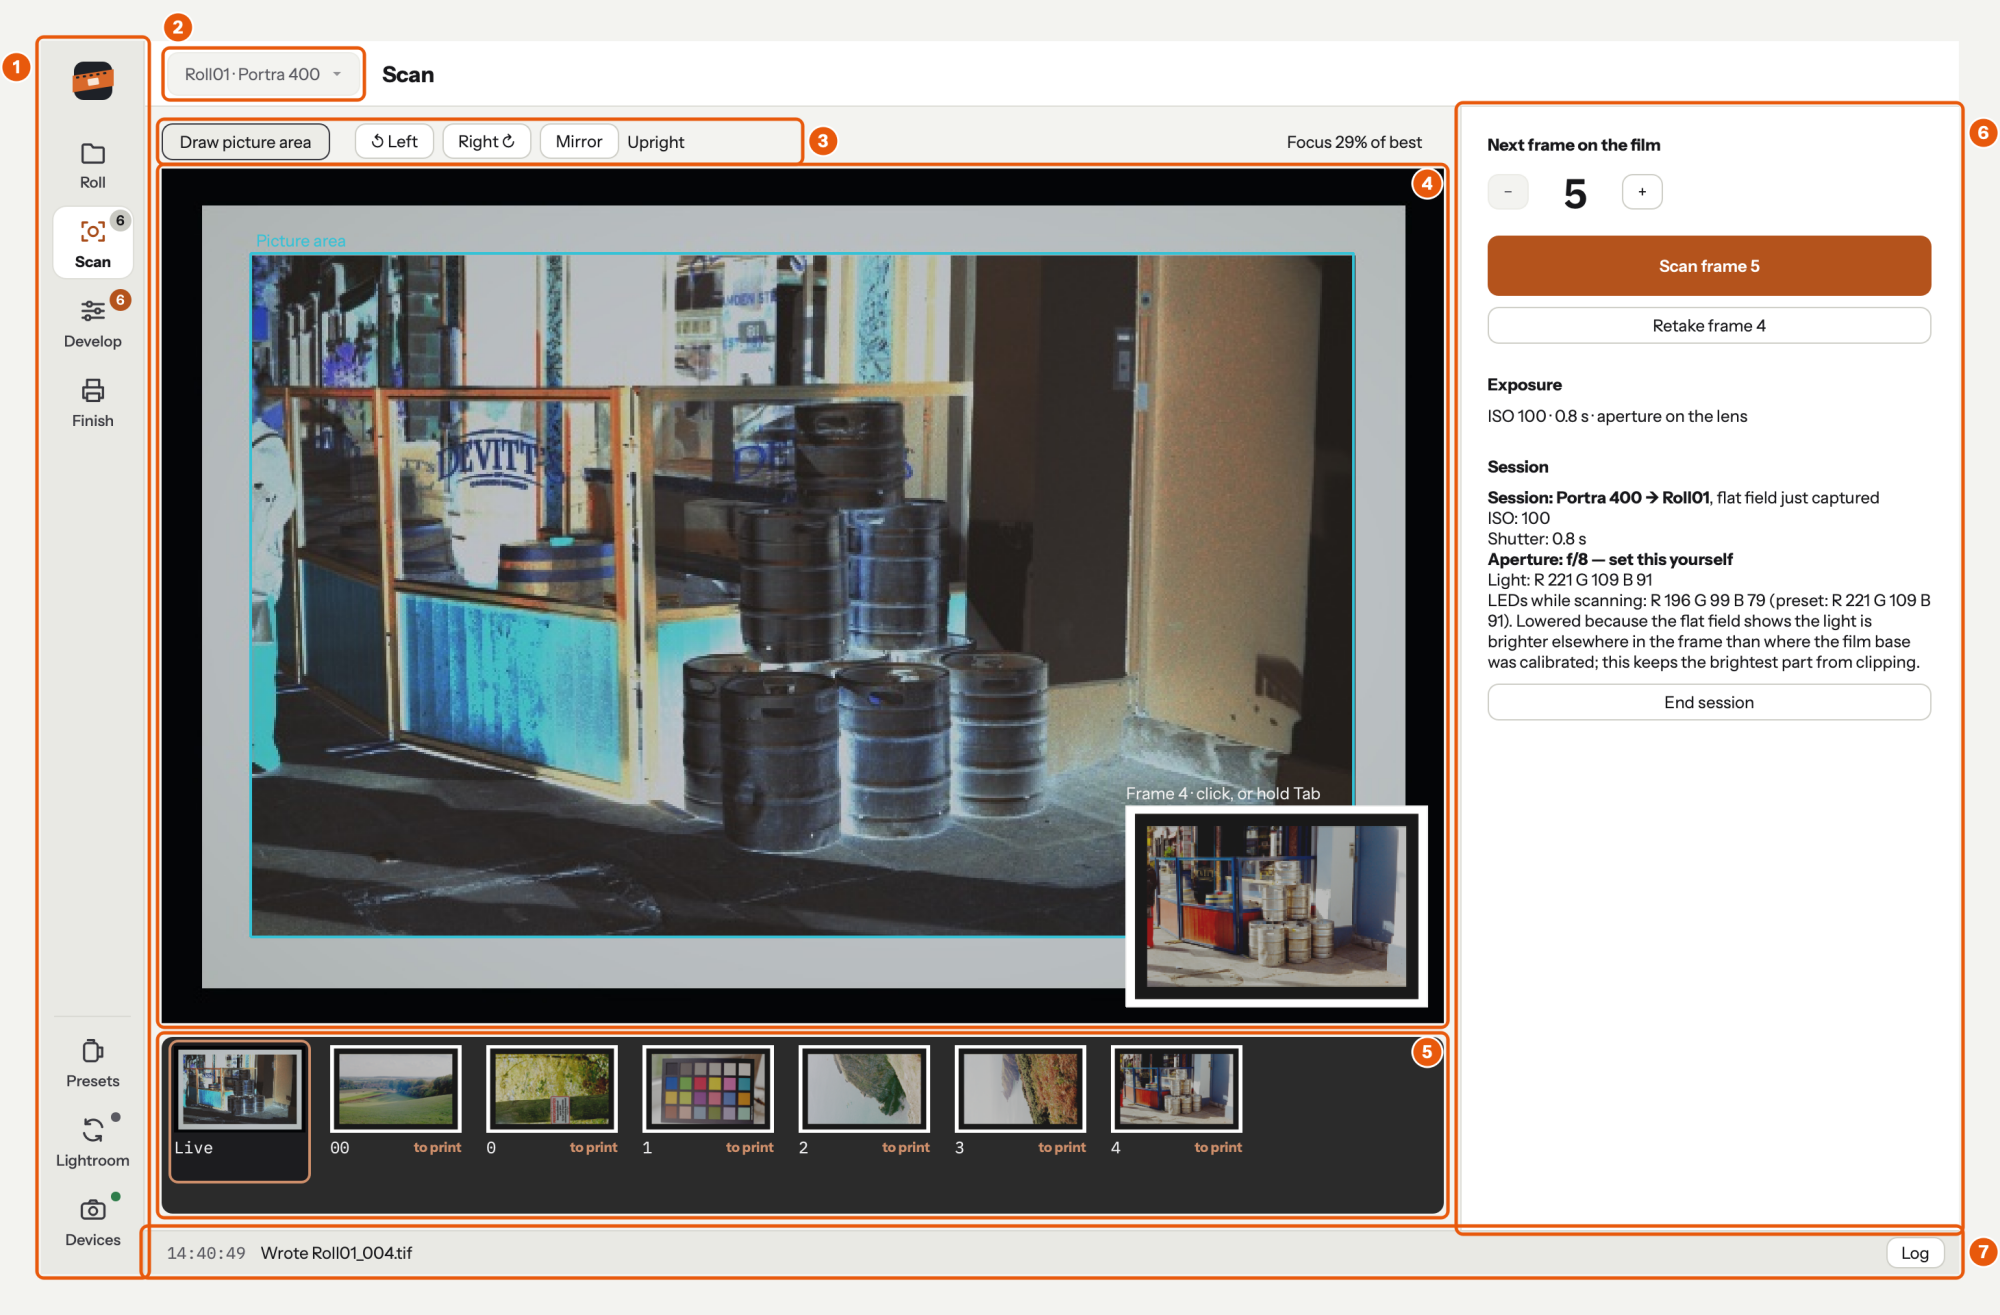 2
1
Roll01 · Portra 400
Scan
6
Draw picture area
Left
Right
Mirror
Upright
3
Focus 29% of best
4
Roll
6
Scan
6
Develop
Finish
Presets
Lightroom
Devices
Picture area
DEVITT'S
Frame 4 · click, or hold Tab
Next frame on the film
−
5
+
Scan frame 5
Retake frame 4
Exposure
ISO 100 · 0.8 s · aperture on the lens
Session
Session: Portra 400 → Roll01, flat field just captured
ISO: 100
Shutter: 0.8 s
Aperture: f/8 — set this yourself
Light: R 221 G 109 B 91
LEDs while scanning: R 196 G 99 B 79 (preset: R 221 G 109 B
91). Lowered because the flat field shows the light is
brighter elsewhere in the frame than where the film base
was calibrated; this keeps the brightest part from clipping.
End session
5
Live
00 to print
0 to print
1 to print
2 to print
3 to print
4 to print
14:40:49 Wrote Roll01_004.tif
Log
7